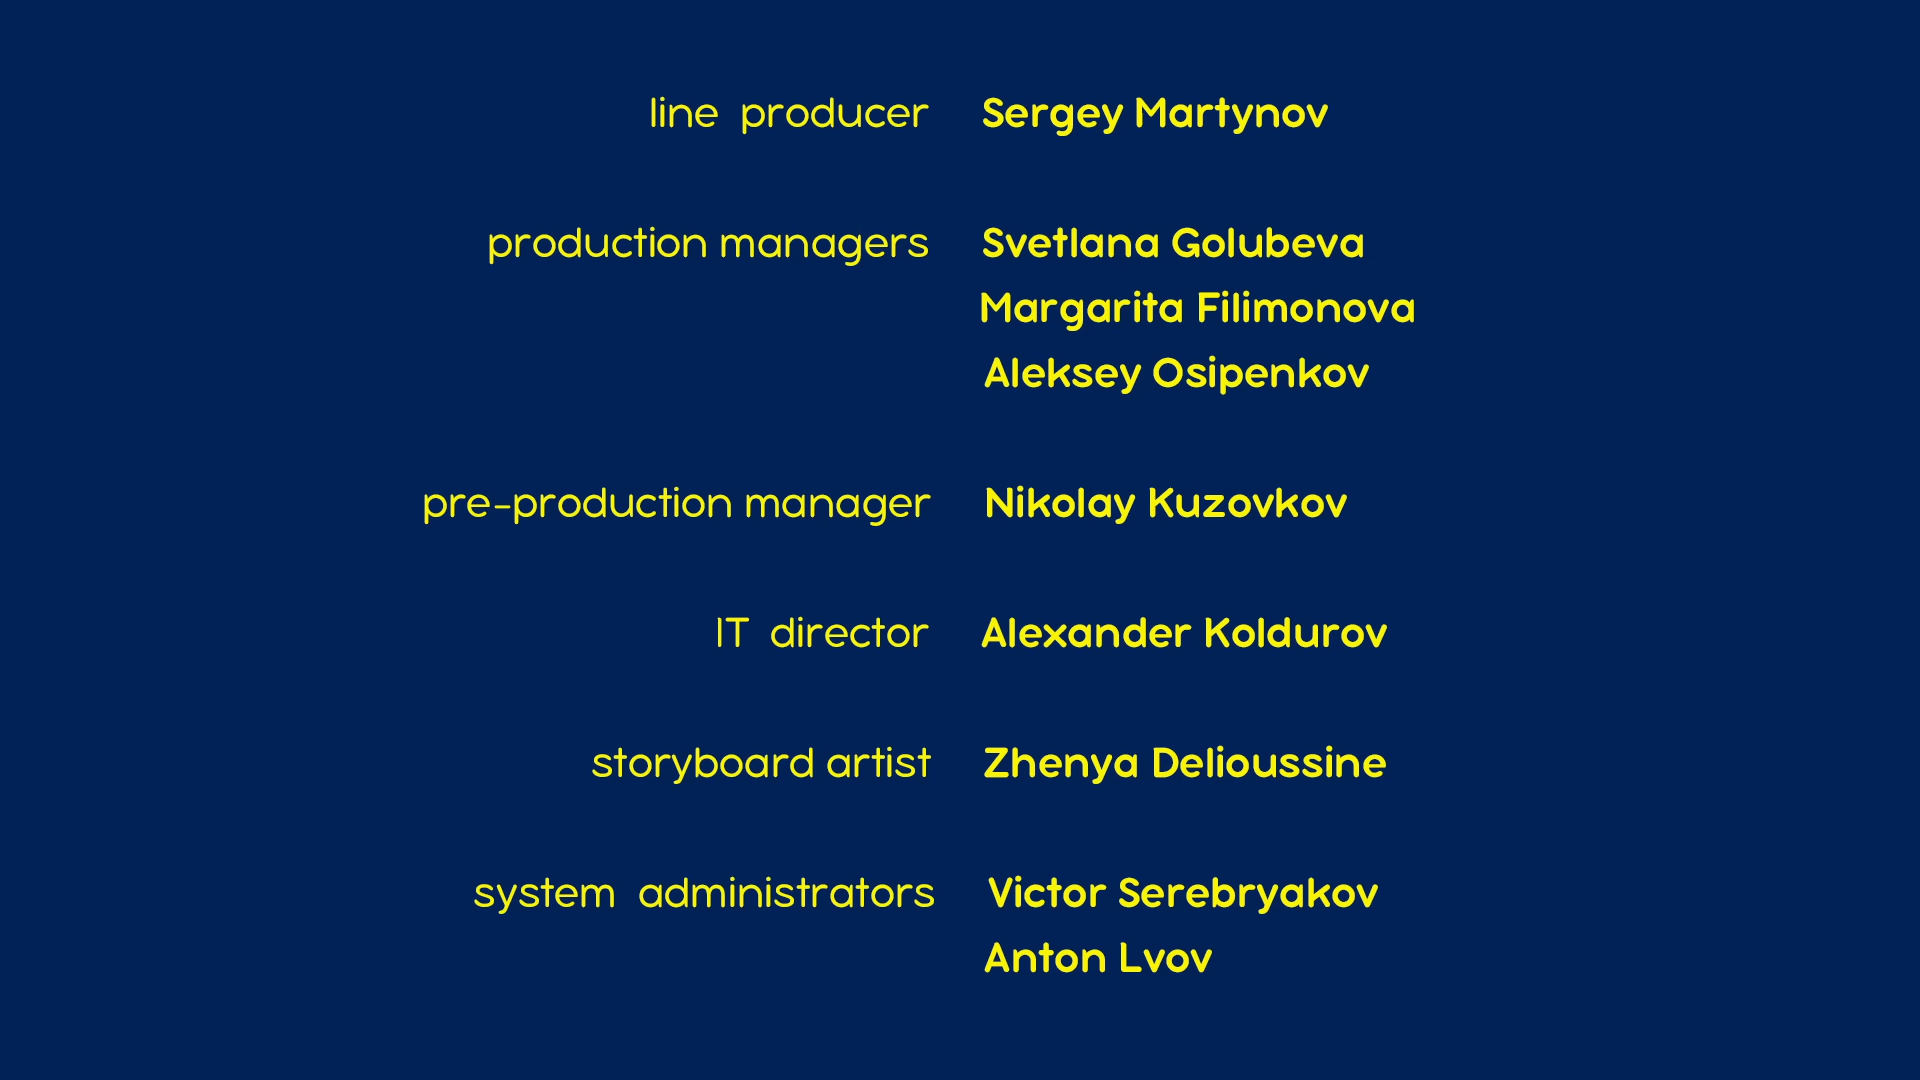 line producer Sergey Martynov
production managers Svetlana Golubeva
Margarita Filimonova
Aleksey Osipenkov
pre-production manager Nikolay Kuzovkov
IT director Alexander Koldurov
storyboard artist Zhenya Delioussine
system administrators Victor Serebryakov
Anton Lvov